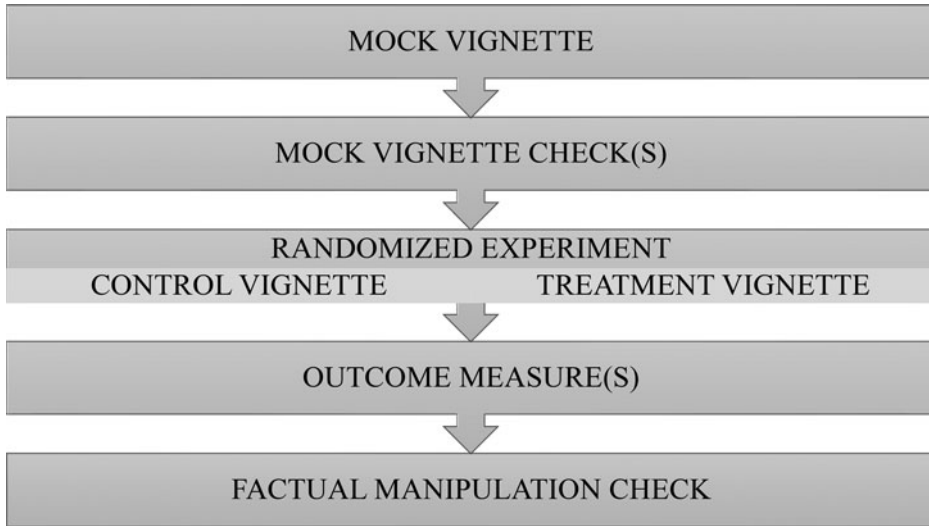 MOCK VIGNETTE
MOCK VIGNETTE CHECK(S)
RANDOMIZED EXPERIMENT
CONTROL VIGNETTE TREATMENT VIGNETTE
OUTCOME MEASURE(S)
FACTUAL MANIPULATION CHECK